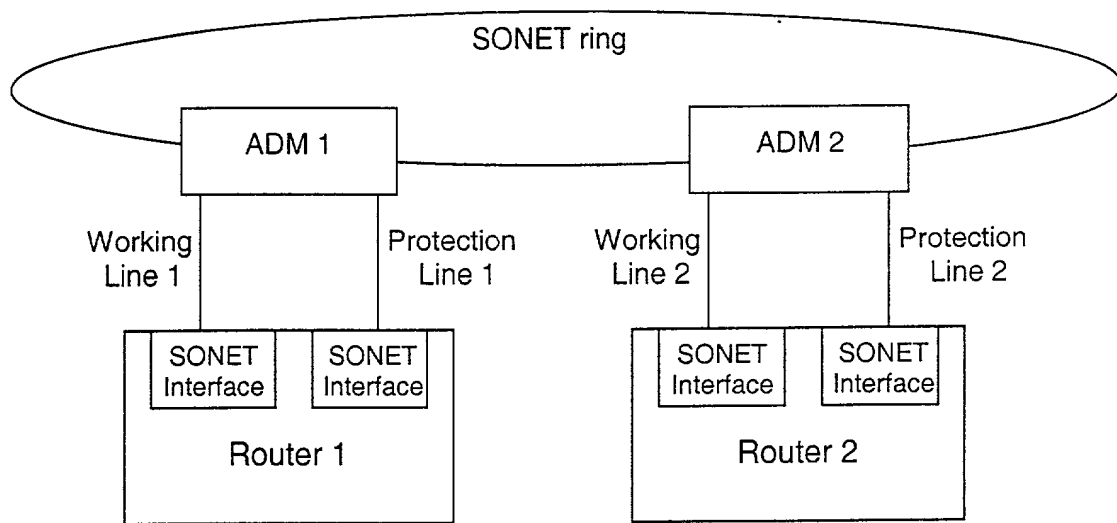 SONET ring
ADM 1
ADM 2
Working
Line 1
Protection
Line 1
Working
Line 2
Protection
Line 2
SONET
Interface
SONET
Interface
SONET
Interface
SONET
Interface
Router 1
Router 2